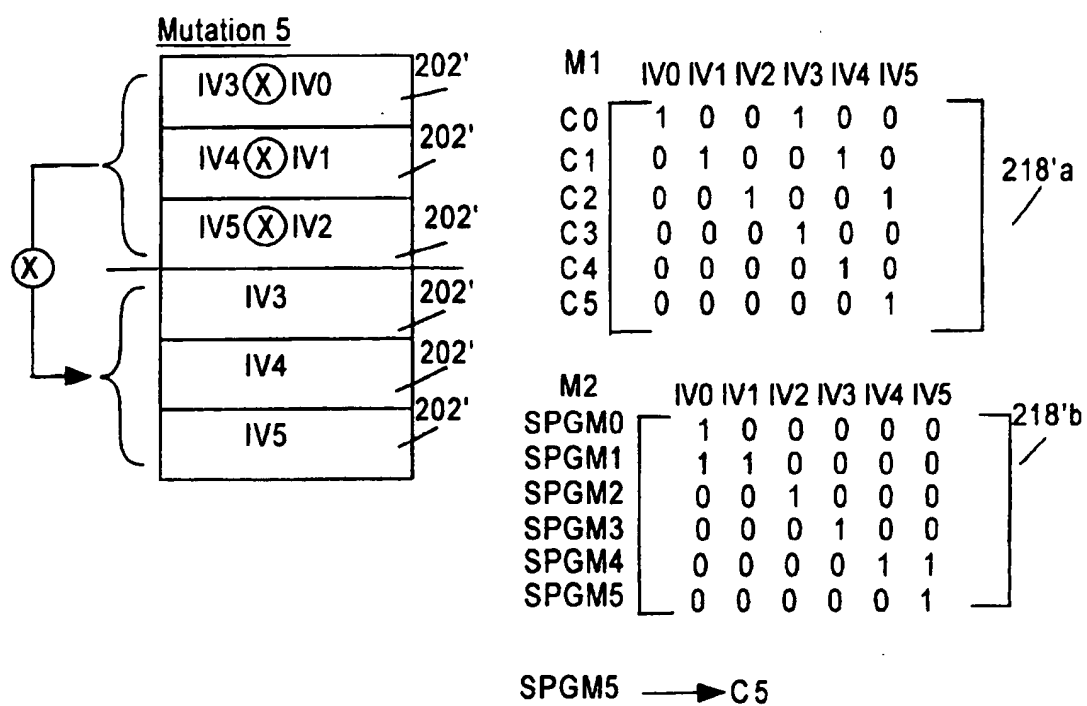 Mutation 5
IV3 X IV0 202'
IV4 X IV1 202'
IV5 X IV2 202'
X
IV3 202'
IV4 202'
IV5 202'
M1 IV0 IV1 IV2 IV3 IV4 IV5
C0 1 0 0 1 0 0
C1 0 1 0 0 1 0
C2 0 0 1 0 0 1
C3 0 0 0 1 0 0
C4 0 0 0 0 1 0
C5 0 0 0 0 0 1
218'a
M2 IV0 IV1 IV2 IV3 IV4 IV5
SPGM0 1 0 0 0 0 0
SPGM1 1 1 0 0 0 0
SPGM2 0 0 1 0 0 0
SPGM3 0 0 0 1 0 0
SPGM4 0 0 0 0 1 1
SPGM5 0 0 0 0 0 1
218'b
SPGM5 → C5